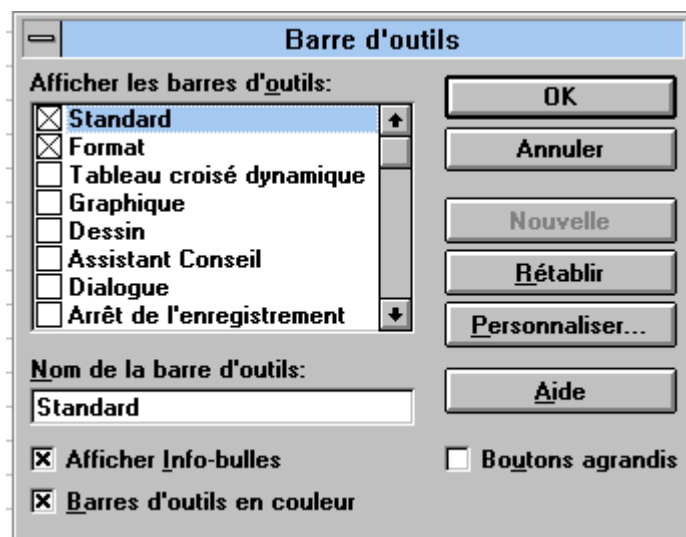 Barre d'outils
Afficher les barres d'outils:
Standard
Format
Tableau croisé dynamique
Graphique
Dessin
Assistant Conseil
Dialogue
Arrêt de l'enregistrement
Nom de la barre d'outils:
Standard
Afficher Info-bulles
Barres d'outils en couleur
OK
Annuler
Nouvelle
Rétablir
Personnaliser...
Aide
Boutons agrandis